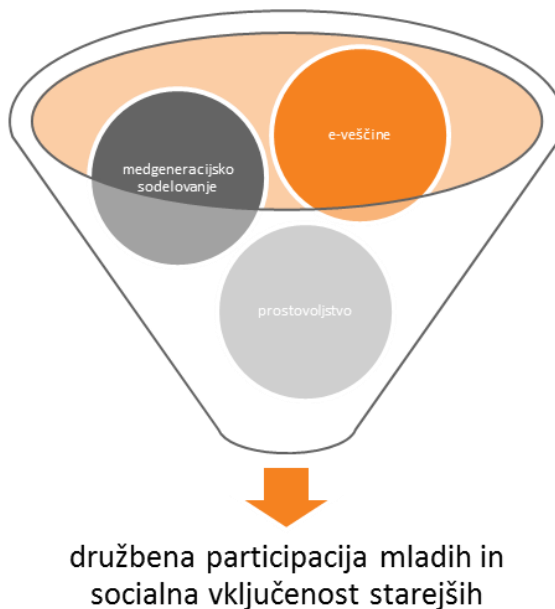 e-veščine
medgeneracijsko
sodelovanje
prostovoljstvo
družbena participacija mladih in
socialna vključenost starejših